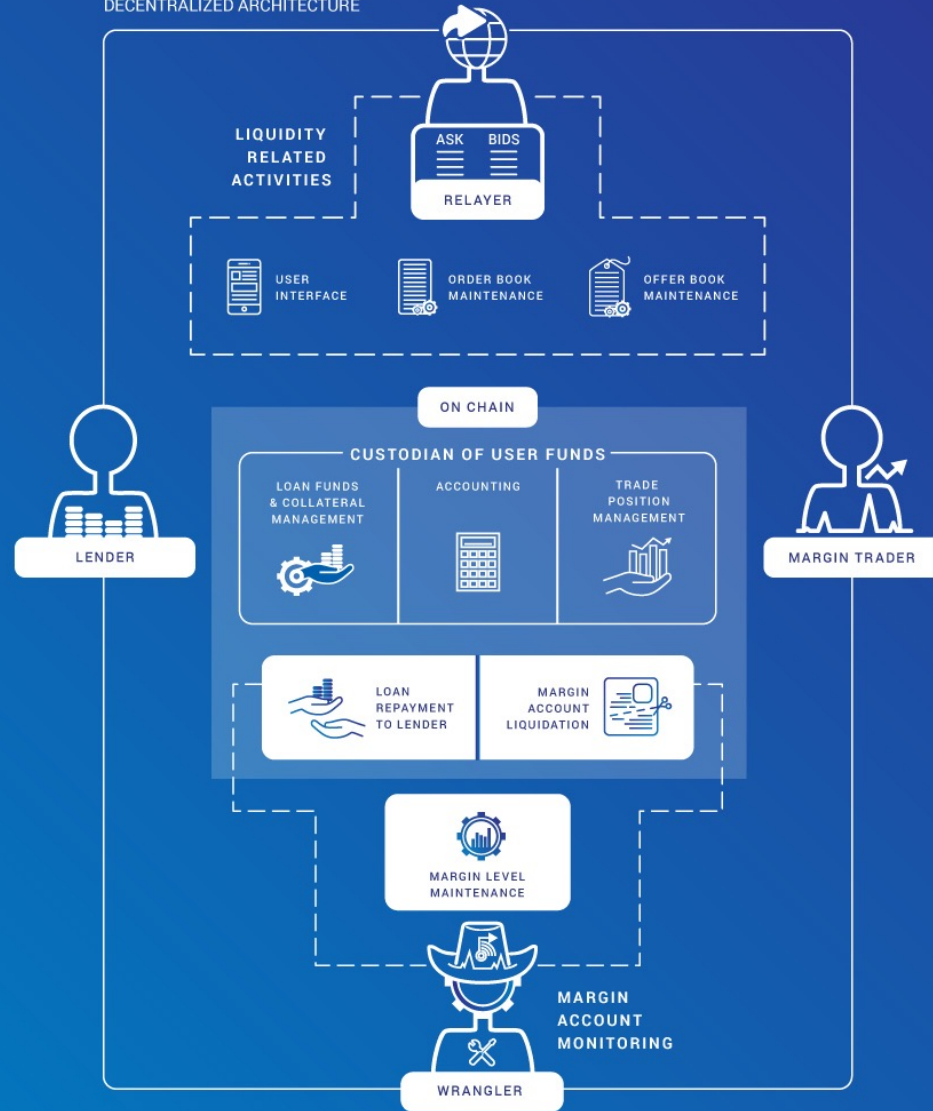 DECENTRALIZED ARCHITECTURE
LIQUIDITY
RELATED
ACTIVITIES
ASK BIDS
RELAYER
USER
INTERFACE
ORDER BOOK
MAINTENANCE
OFFER BOOK
MAINTENANCE
ON CHAIN
CUSTODIAN OF USER FUNDS
LOAN FUNDS
& COLLATERAL
MANAGEMENT
ACCOUNTING
TRADE
POSITION
MANAGEMENT
LENDER
MARGIN TRADER
LOAN
REPAYMENT
TO LENDER
MARGIN
ACCOUNT
LIQUIDATION
MARGIN LEVEL
MAINTENANCE
MARGIN
ACCOUNT
MONITORING
WRANGLER